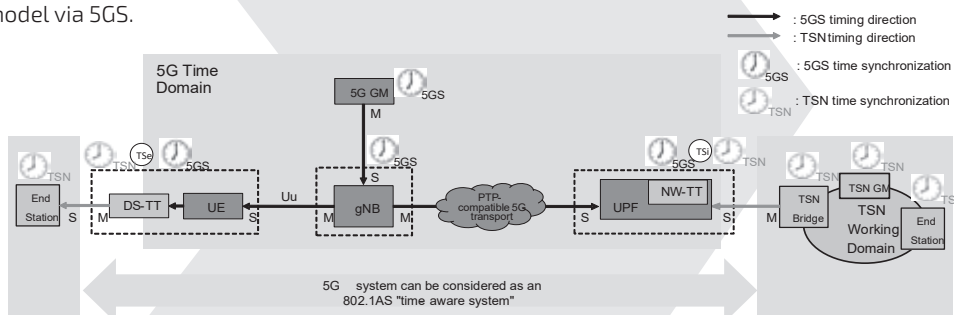 nodel via 5GS.
: 5GS timing direction
: TSN timing direction
5GS
: 5GS time synchronization
TSN
: TSN time synchronization
5G Time
Domain
5G GM
5GS
M
5GS
S
TSN
TSN
TSe
5GS
5GS
TSi
TSN
TSN
TSN
TSN
End
Station
S
M
DS-TT
UE
S
Uu
M
gNB
M
PTP-
compatible 5G
transport
S
UPF
NW-TT
S
M
TSN
Bridge
TSN GM
TSN
Working
Domain
End
Station
5G system can be considered as an
802.1AS "time aware system"